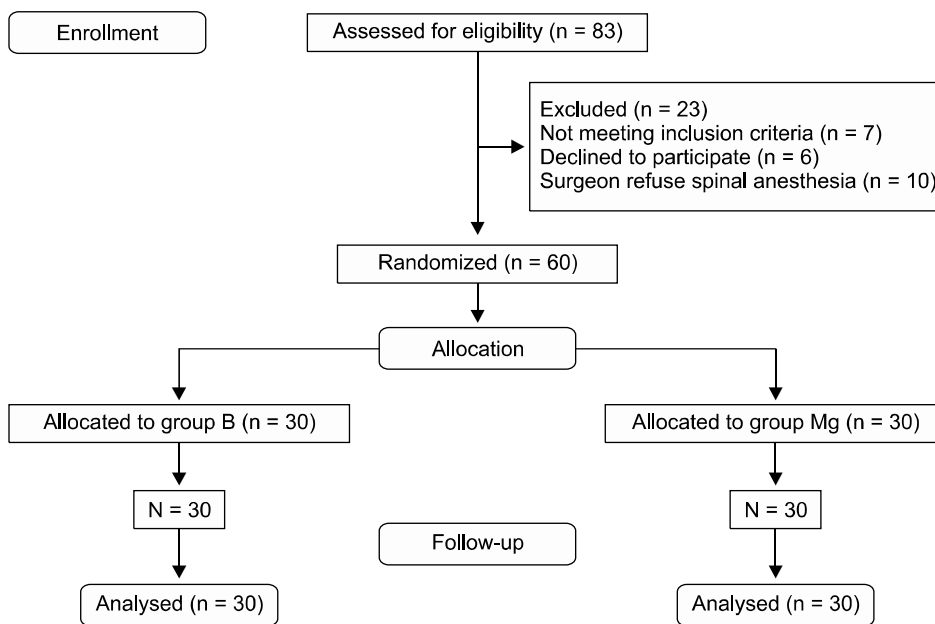 Enrollment
Assessed for eligibility (n = 83)
Excluded (n = 23)
Not meeting inclusion criteria (n = 7)
Declined to participate (n = 6)
Surgeon refuse spinal anesthesia (n = 10)
Randomized (n = 60)
Allocation
Allocated to group B (n = 30)
Allocated to group Mg (n = 30)
N = 30
N = 30
Follow-up
Analysed (n = 30)
Analysed (n = 30)